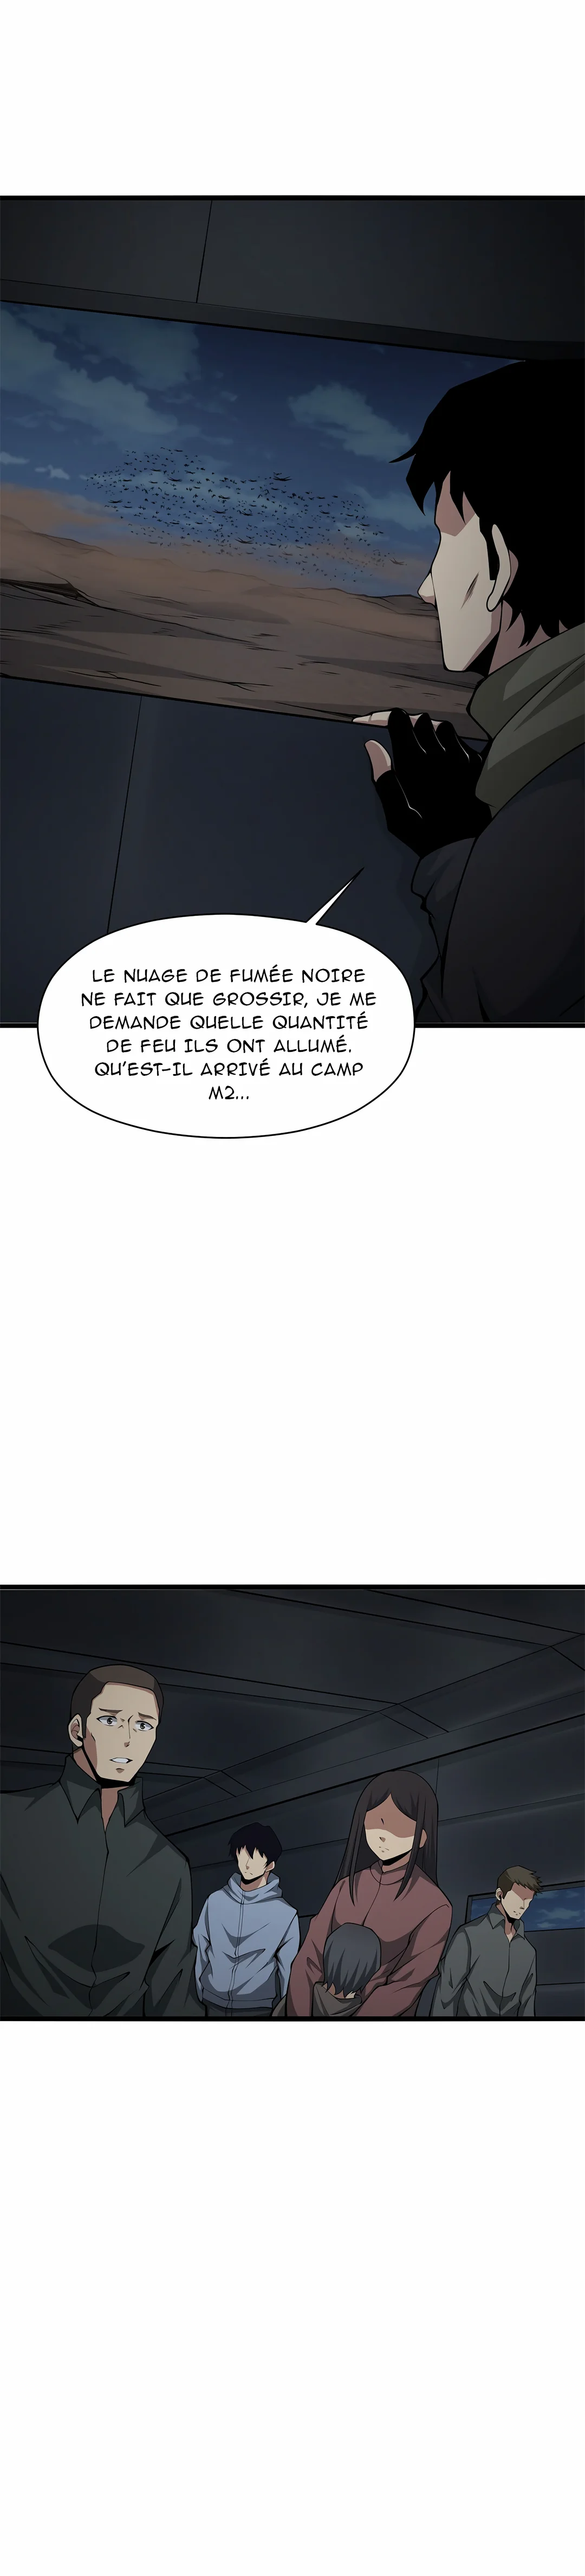 LE NUAGE DE FUMÉE NOIRE
NE FAIT QUE GROSSIR, JE ME
DEMANDE QUELLE QUANTITÉ
DE FEU ILS ONT ALLUMÉ.
QU'EST-IL ARRIVÉ AU CAMP
M2...